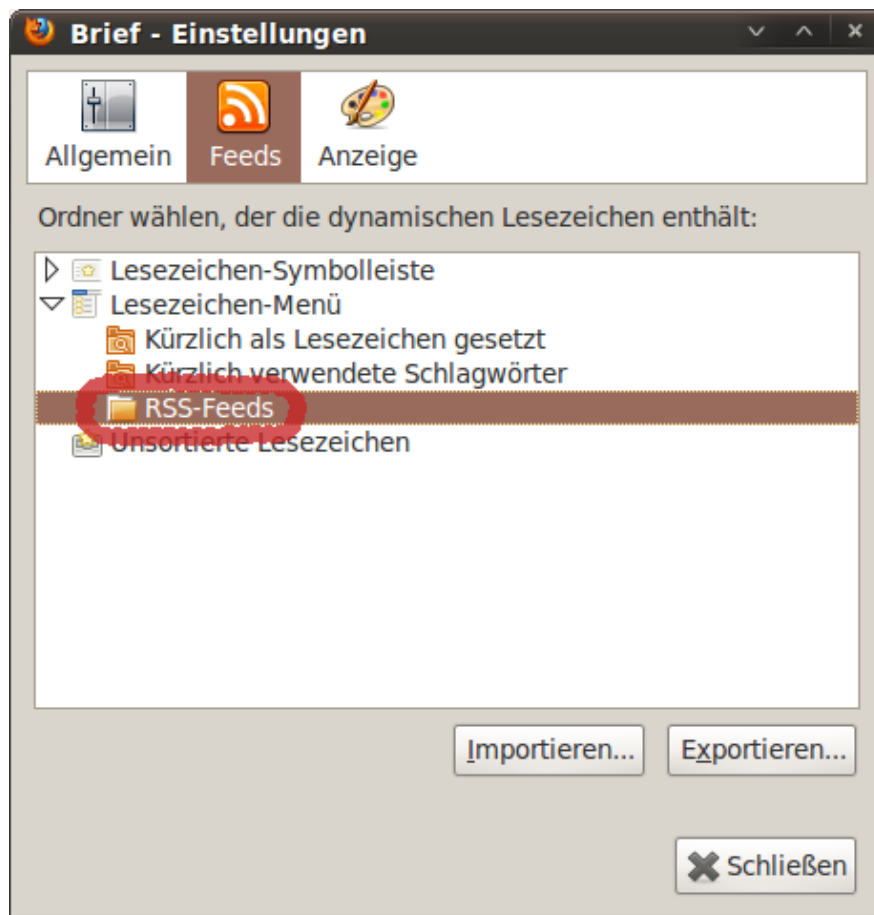 Brief - Einstellungen
Allgemein Feeds Anzeige
Ordner wählen, der die dynamischen Lesezeichen enthält:
Lesezeichen-Symbolleiste
Lesezeichen-Menü
Kürzlich als Lesezeichen gesetzt
Kürzlich verwendete Schlagwörter
RSS-Feeds
Unsortierte Lesezeichen
Importieren... Exportieren...
Schließen